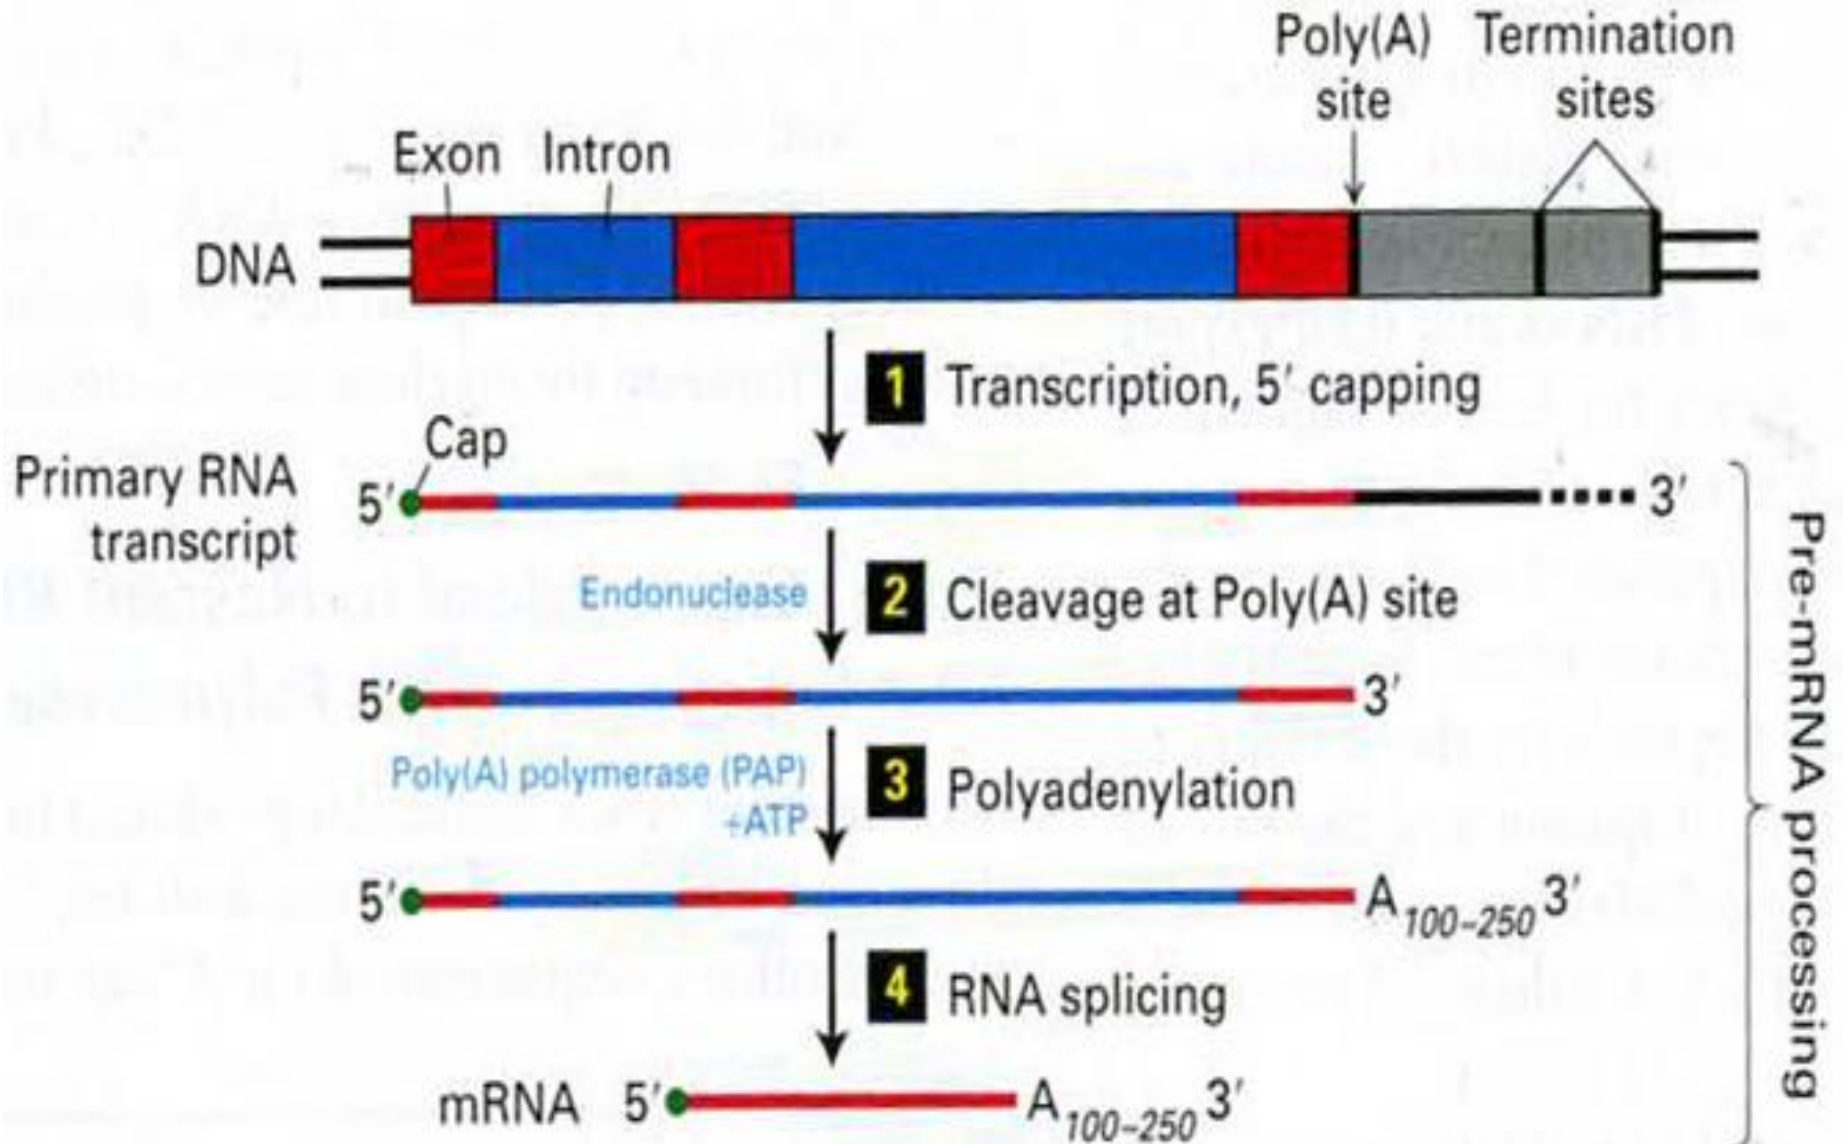 Poly(A) site
Termination sites
Exon
Intron
DNA
1 Transcription, 5′ capping
Cap
Primary RNA transcript
5′
3′
Endonuclease
2 Cleavage at Poly(A) site
5′
3′
Poly(A) polymerase (PAP)
+ATP
3 Polyadenylation
5′
A100–250 3′
4 RNA splicing
mRNA 5′
A100–250 3′
Pre-mRNA processing